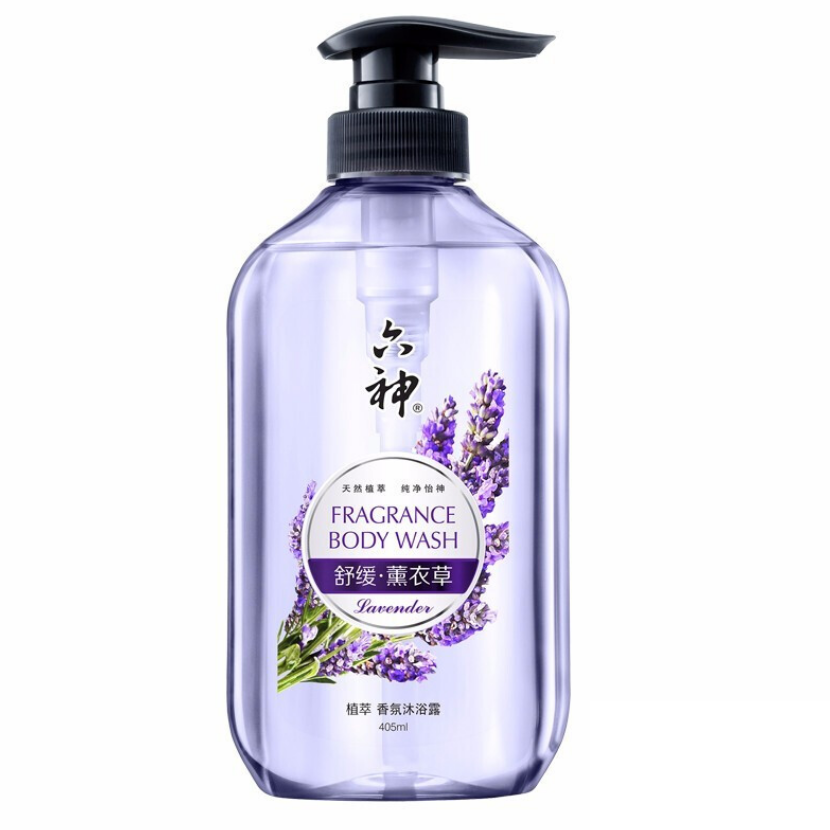 六
神®
天然植萃 纯净怡神
FRAGRANCE
BODY WASH
舒缓·薰衣草
Lavender
植萃 香氛沐浴露
405ml